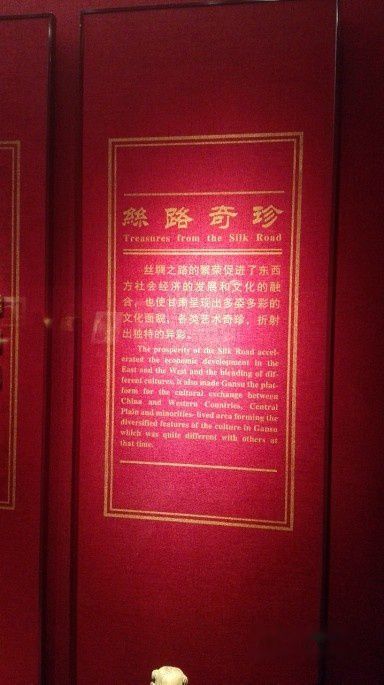 絲路奇珍
Treasures from the Silk Road
丝绸之路的繁荣促进了东西
方社会经济的发展和文化的融
合，也使甘肃呈现出多姿多彩的
文化面貌，各类艺术奇珍，折射
出独特的异彩。
The prosperity of the Silk Road accel-
erated the economic development in the
East and the West and the blending of dif-
ferent cultures, it also made Gansu the plat-
form for the cultural exchange between
China and Western Countries, Central
Plain and minorities-lived area forming the
diversified features of the culture in Gansu
which was quite different with others at
that time.